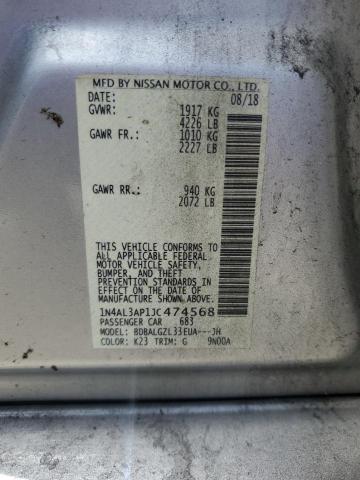 MFD BY NISSAN MOTOR CO., LTD.
DATE: 08/18
GVWR: 1917 KG
4226 LB
GAWR FR.: 1010 KG
2227 LB
GAWR RR.: 940 KG
2072 LB
THIS VEHICLE CONFORMS TO
ALL APPLICABLE FEDERAL
MOTOR VEHICLE SAFETY,
BUMPER, AND THEFT
PREVENTION STANDARDS IN
EFFECT ON THE DATE OF
MANUFACTURE SHOWN ABOVE.
1N4AL3AP1JC474568
PASSENGER CAR 683
MODEL: BDBALGZL33EUA---JH
COLOR: K23 TRIM: G 9N00A